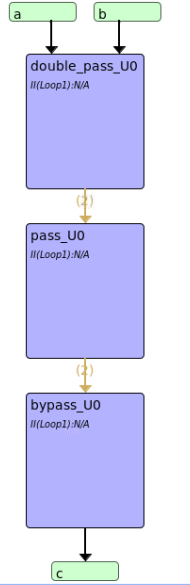 a
b
double_pass_U0
II(Loop1):N/A
(2)
pass_U0
II(Loop1):N/A
(2)
bypass_U0
II(Loop1):N/A
c